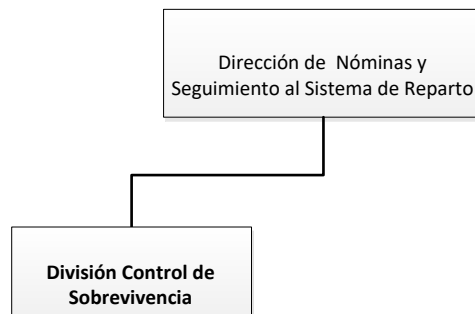 Dirección de  Nóminas y
Seguimiento al Sistema de Reparto
División Control de
Sobrevivencia